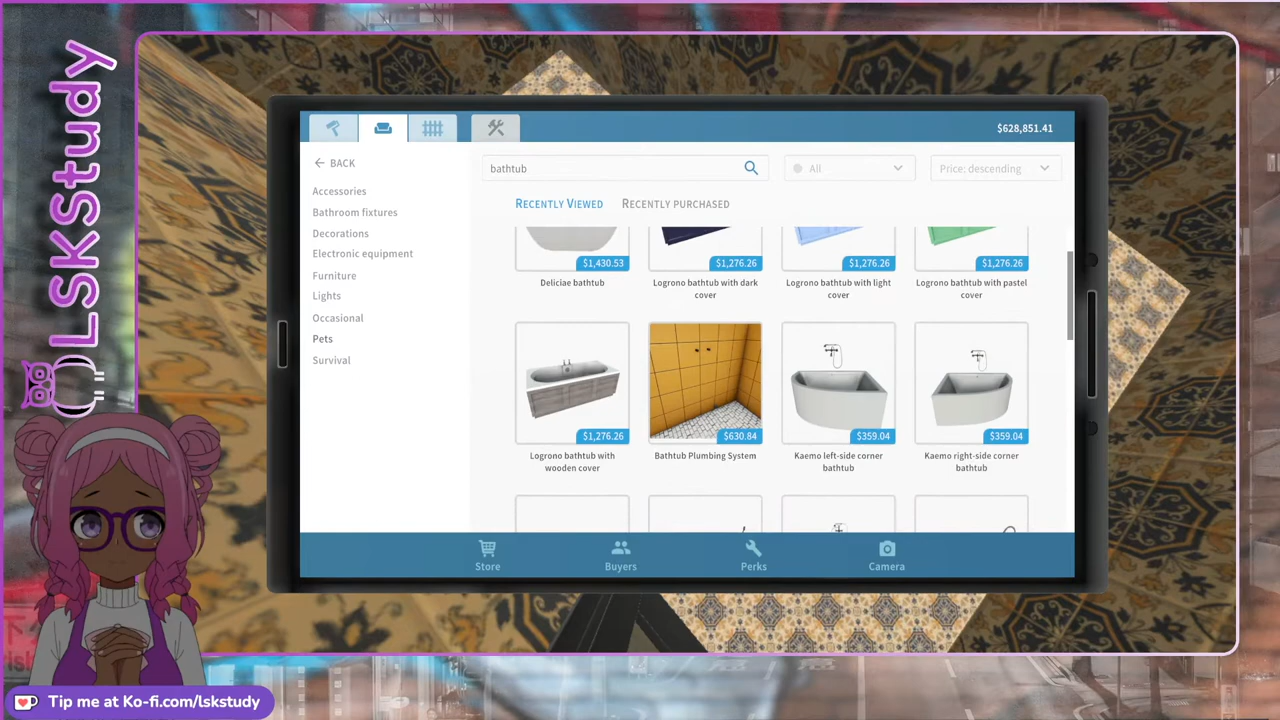 LSKStudy
$628,851.41
BACK
bathtub
All
Price: descending
Accessories
Bathroom fixtures
Decorations
Electronic equipment
Furniture
Lights
Occasional
Pets
Survival
RECENTLY VIEWED
RECENTLY PURCHASED
$1,430.53
$1,276.26
$1,276.26
$1,276.26
Deliciae bathtub
Logrono bathtub with dark
cover
Logrono bathtub with light
cover
Logrono bathtub with pastel
cover
$1,276.26
$630.84
$359.04
$359.04
Logrono bathtub with
wooden cover
Bathtub Plumbing System
Kaemo left-side corner
bathtub
Kaemo right-side corner
bathtub
Store
Buyers
Perks
Camera
Tip me at Ko-fi.com/lskstudy